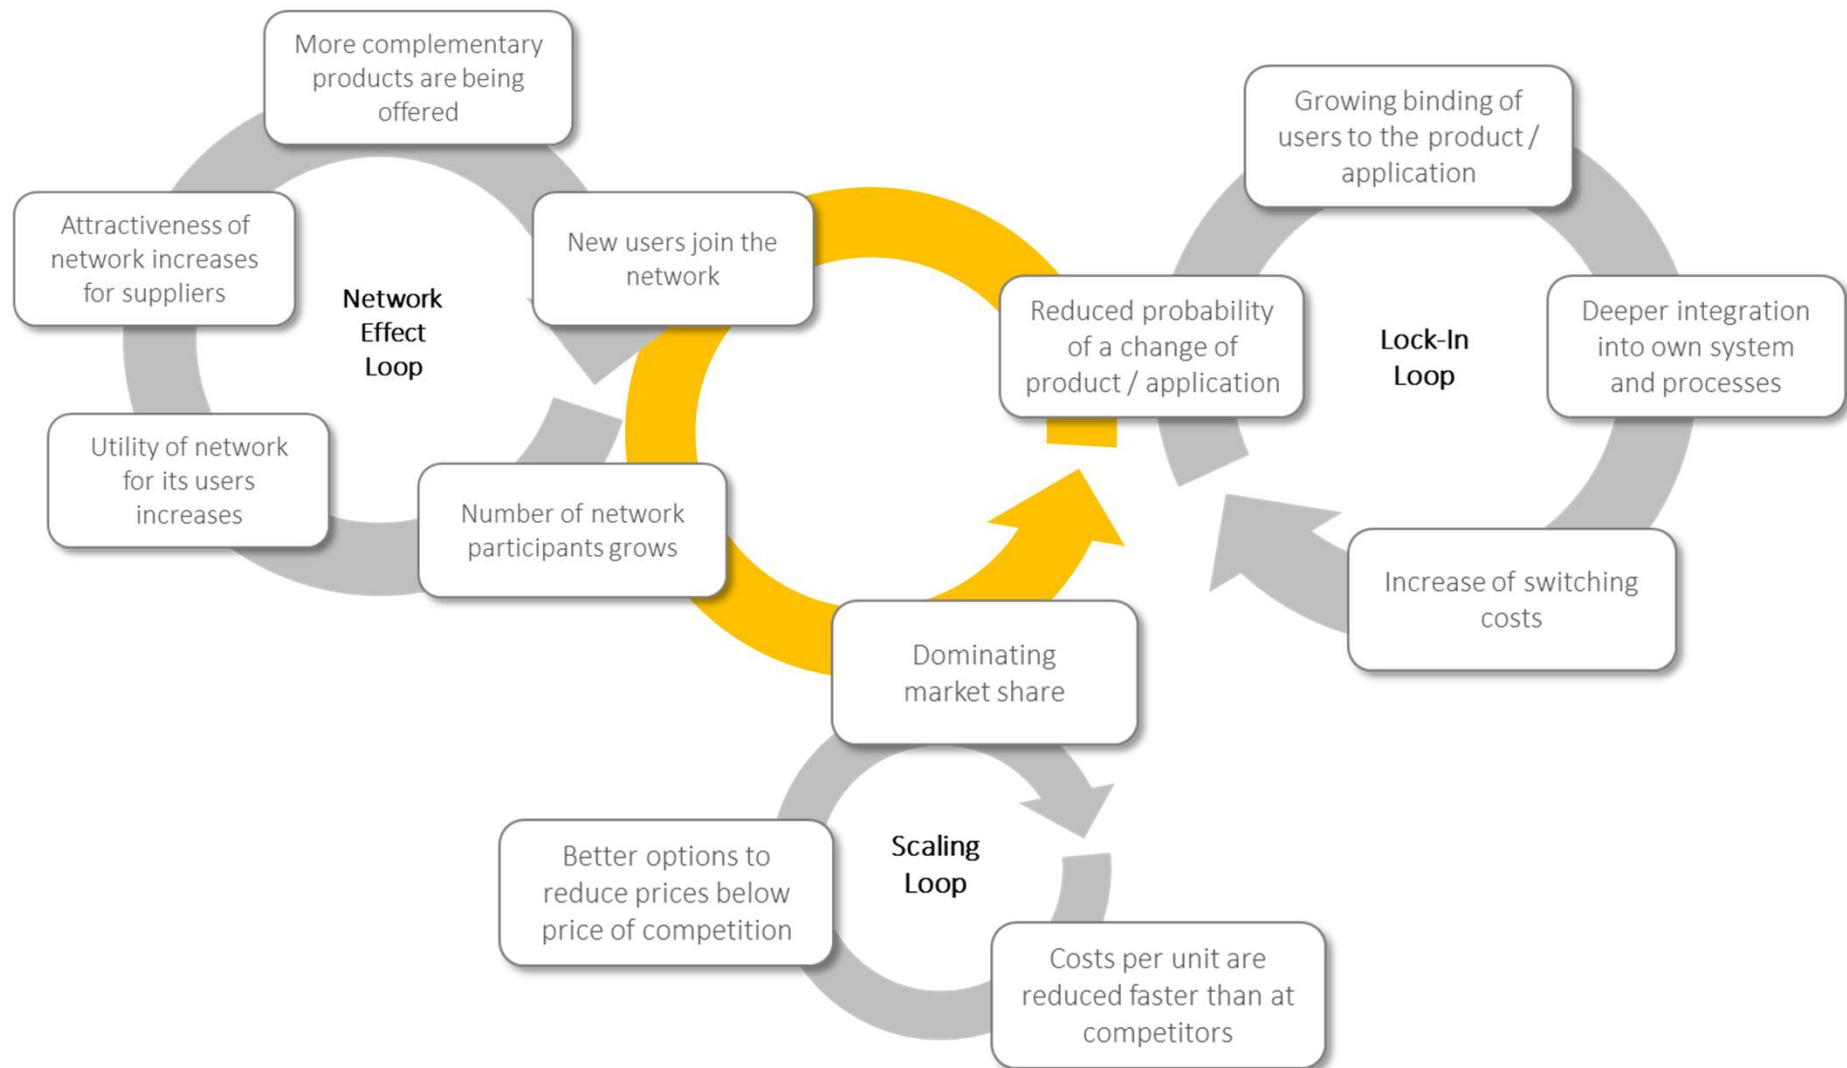 More complementary
products are being
offered
Attractiveness of
network increases
for suppliers
Network
Effect
Loop
New users join the
network
Utility of network
for its users
increases
Number of network
participants grows
Growing binding of
users to the product /
application
Reduced probability
of a change of
product / application
Lock-In
Loop
Deeper integration
into own system
and processes
Increase of switching
costs
Dominating
market share
Better options to
reduce prices below
price of competition
Scaling
Loop
Costs per unit are
reduced faster than at
competitors